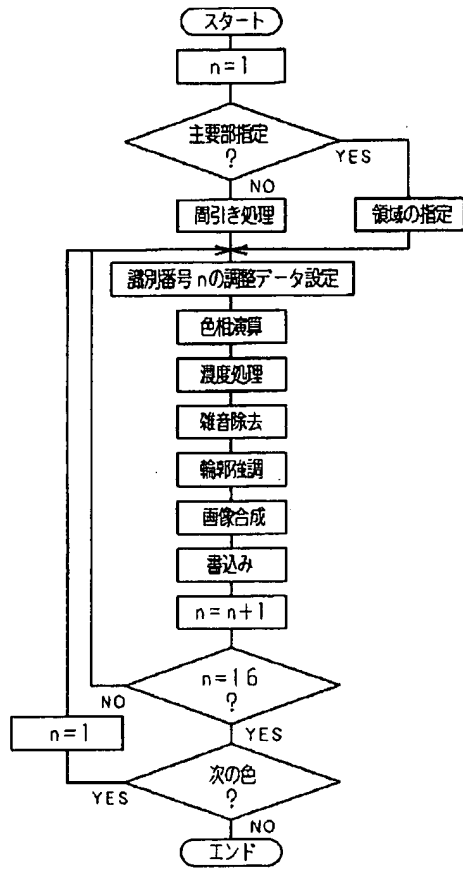 スタート
n=1
主要部指定
?
YES
NO
間引き処理
領域の指定
識別番号nの調整データ設定
色相演算
濃度処理
雑音除去
輪郭強調
画像合成
書込み
n=n+1
n=16
?
NO
YES
n=1
次の色
?
YES
NO
エンド